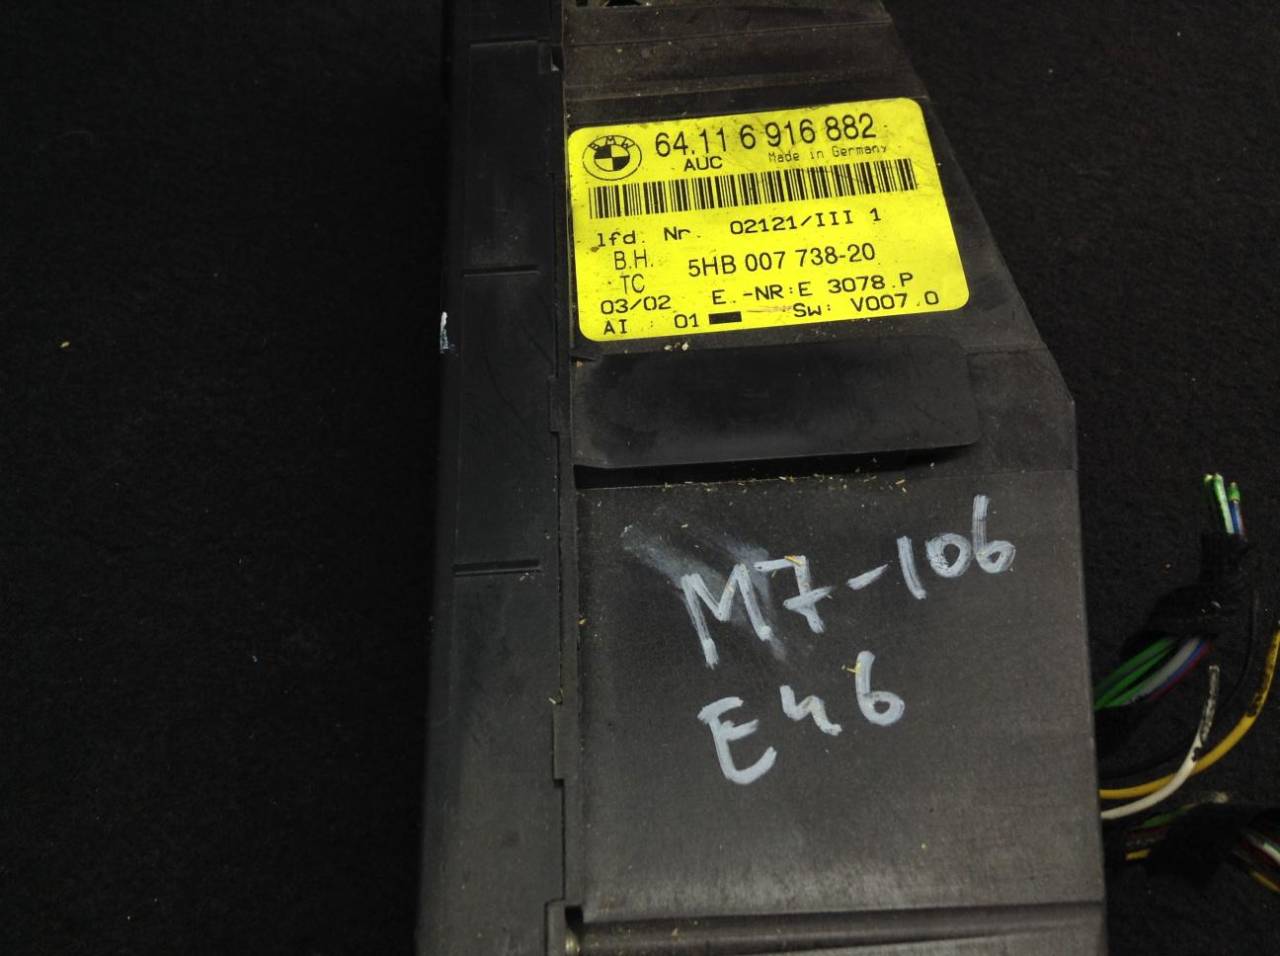 BMW
64.11 6 916 882
AUC Made in Germany
lfd. Nr. 02121/III 1
B.H. 5HB 007 738-20
TC
03/02 E.-NR:E 3078.P
AI : 01 Sw: V007.0
M7-106
E46